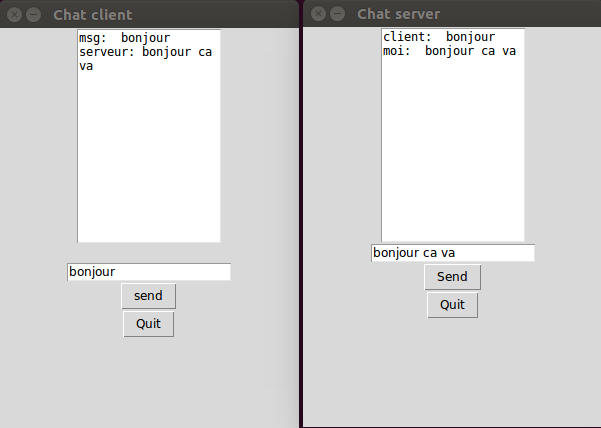 Chat client
msg:  bonjour
serveur: bonjour ca
va
bonjour
send
Quit
Chat server
client:  bonjour
moi:  bonjour ca va
bonjour ca va
Send
Quit